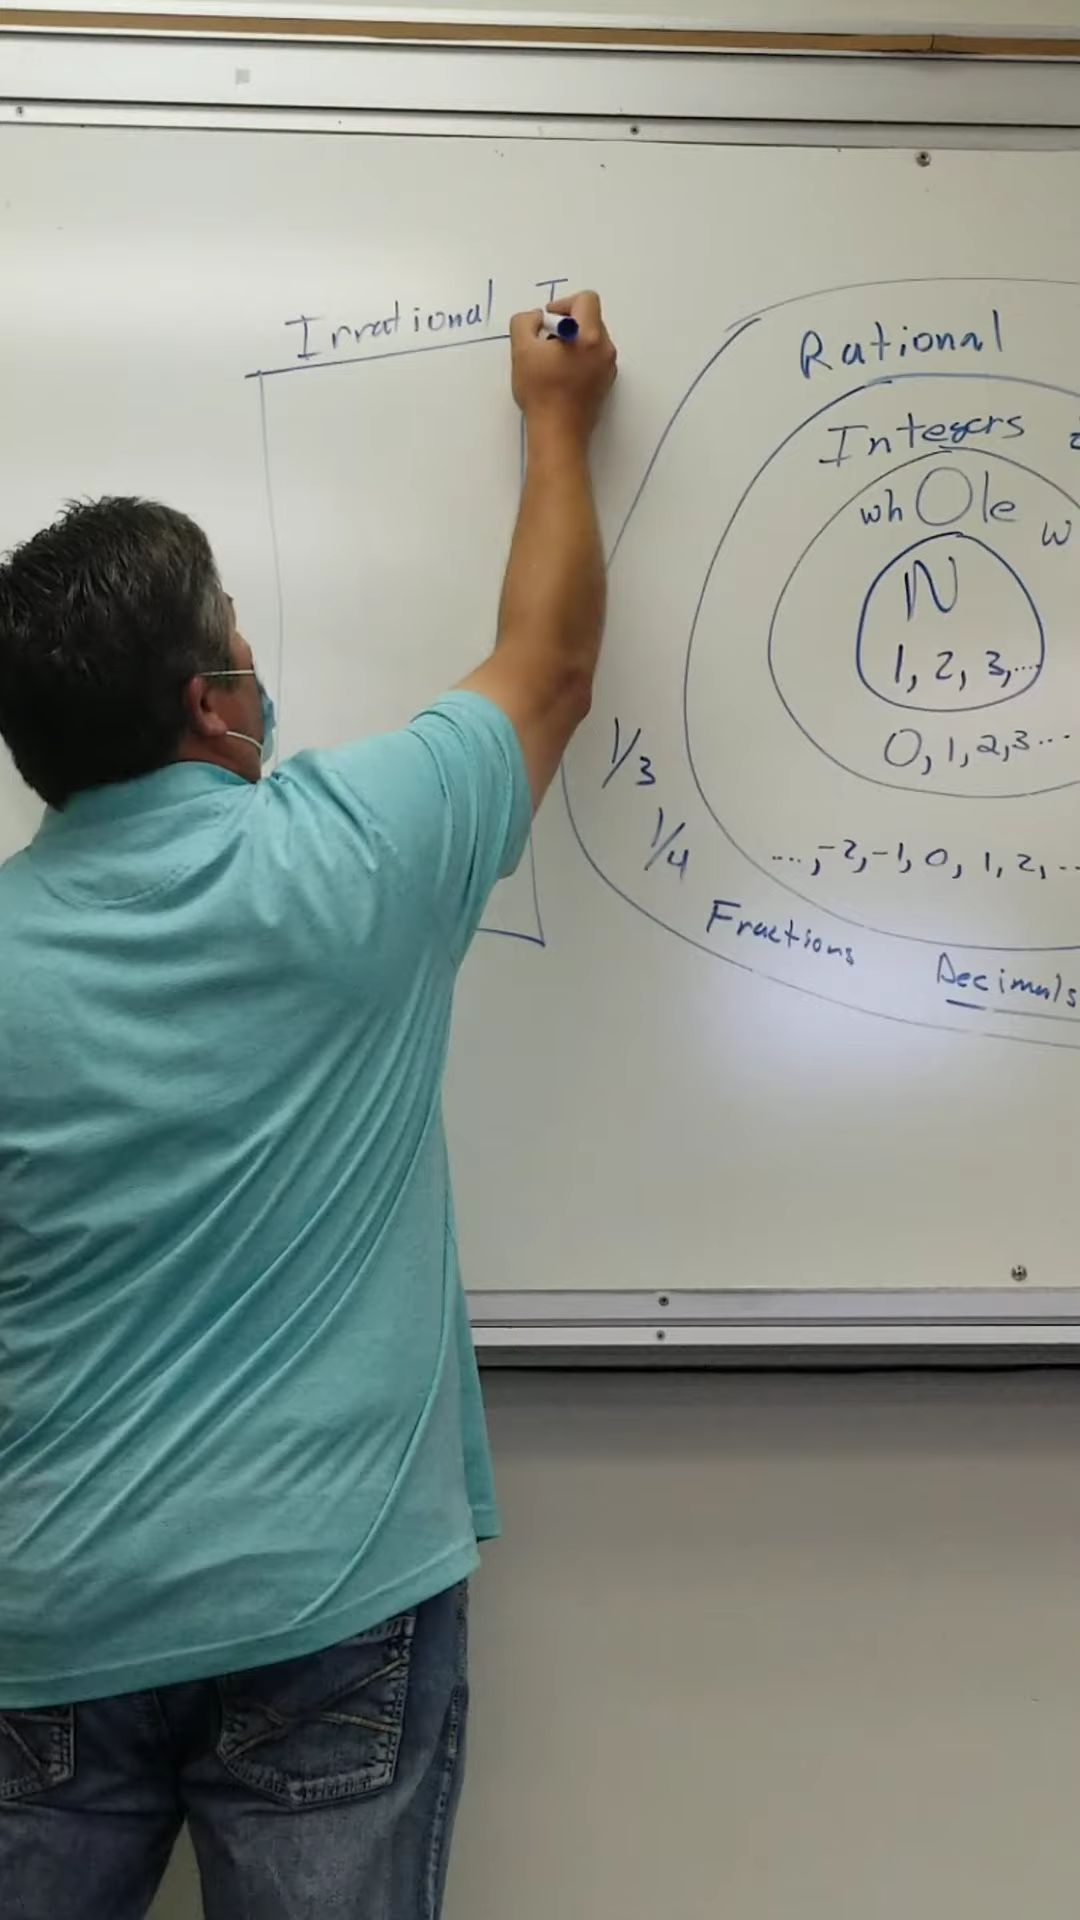 Irrational I
Rational
Integers
whOle W
N
1, 2, 3,...
0, 1, 2, 3...
1/3
1/4
..., -2, -1, 0, 1, 2, ...
Fractions
Decimals